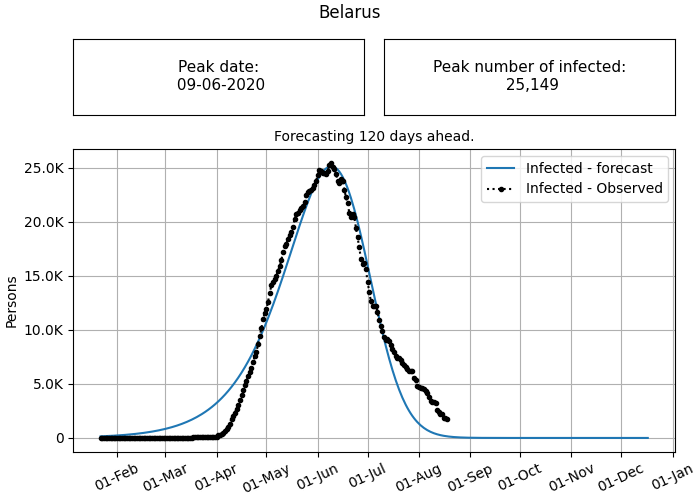 Belarus
Peak date:
09-06-2020
Peak number of infected:
25,149
Forecasting 120 days ahead.
Infected - forecast
Infected - Observed
Persons
25.0K
20.0K
15.0K
10.0K
5.0K
0
01-Feb
01-Mar
01-Apr
01-May
01-Jun
01-Jul
01-Aug
01-Sep
01-Oct
01-Nov
01-Dec
01-Jan